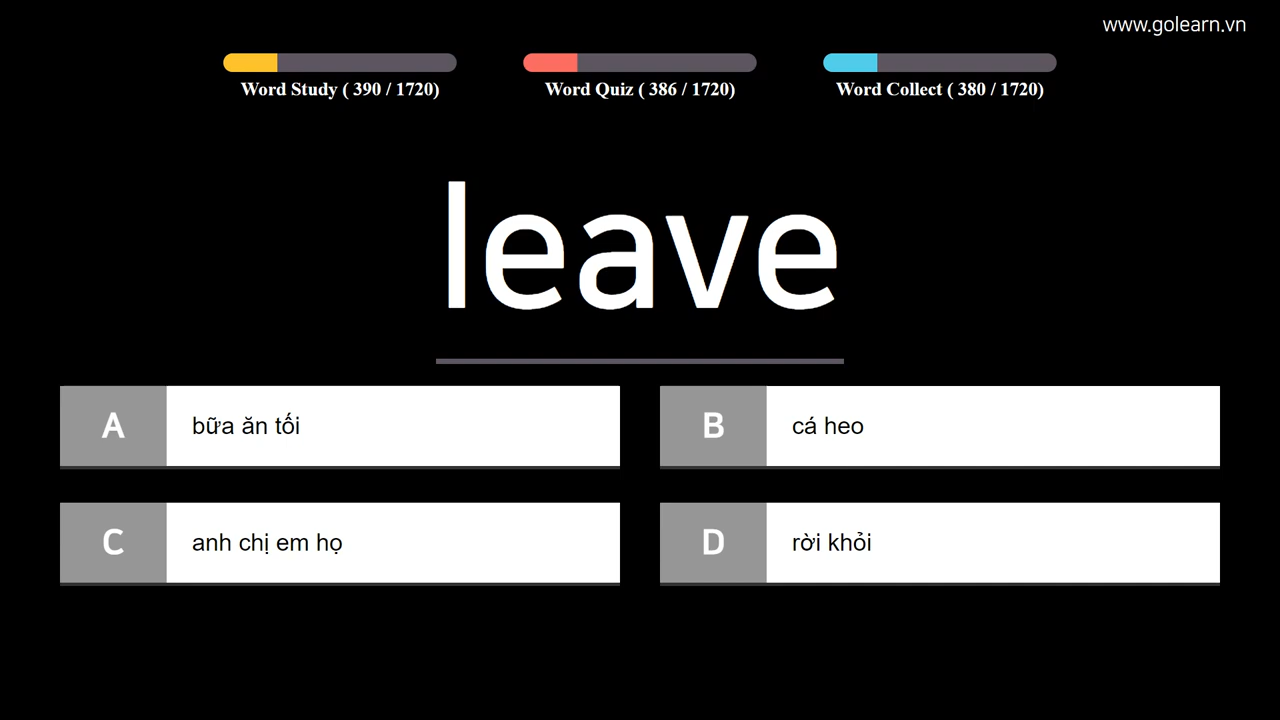 www.golearn.vn
Word Study ( 390 / 1720)
Word Quiz ( 386 / 1720)
Word Collect ( 380 / 1720)
leave
A bữa ăn tối
B cá heo
C anh chị em họ
D rời khỏi